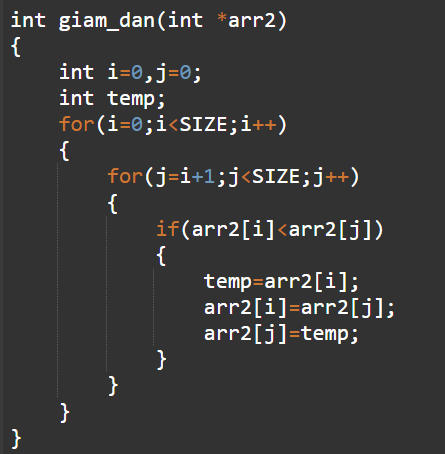 int giam_dan(int *arr2)
{
    int i=0,j=0;
    int temp;
    for(i=0;i<SIZE;i++)
    {
        for(j=i+1;j<SIZE;j++)
        {
            if(arr2[i]<arr2[j])
            {
                temp=arr2[i];
                arr2[i]=arr2[j];
                arr2[j]=temp;
            }
        }
    }
}